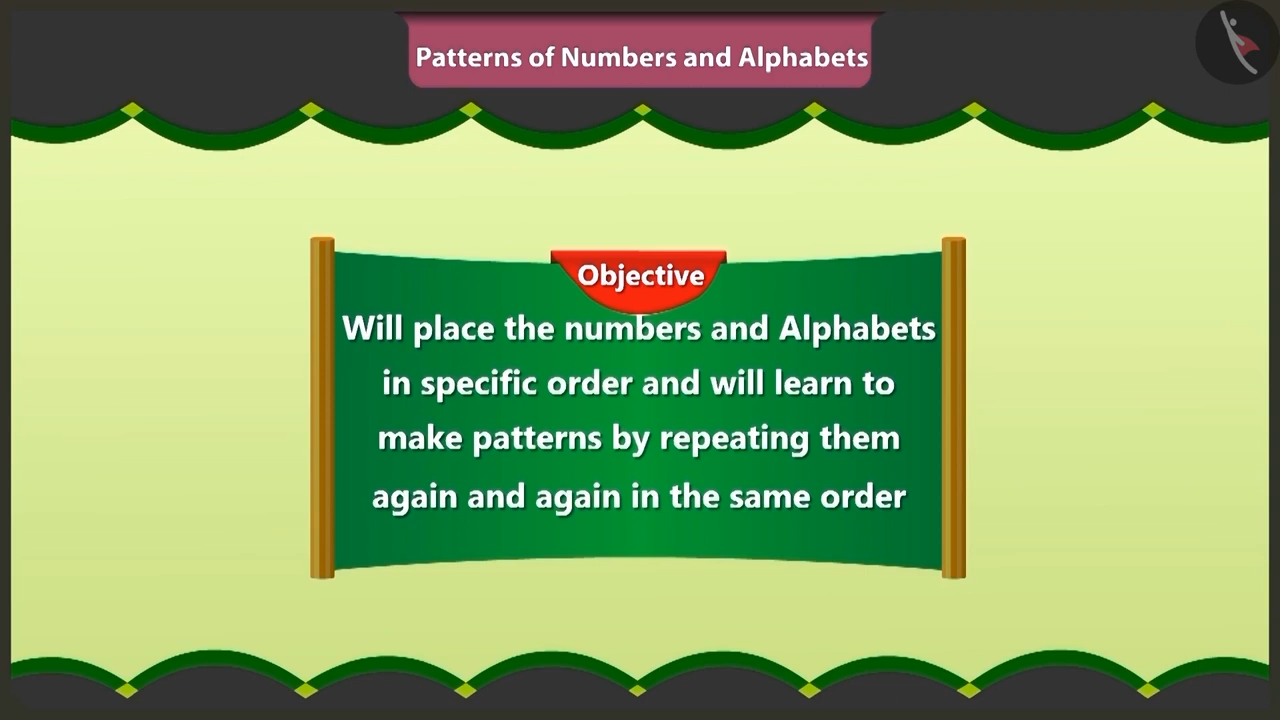 Patterns of Numbers and Alphabets
Objective
Will place the numbers and Alphabets
in specific order and will learn to
make patterns by repeating them
again and again in the same order